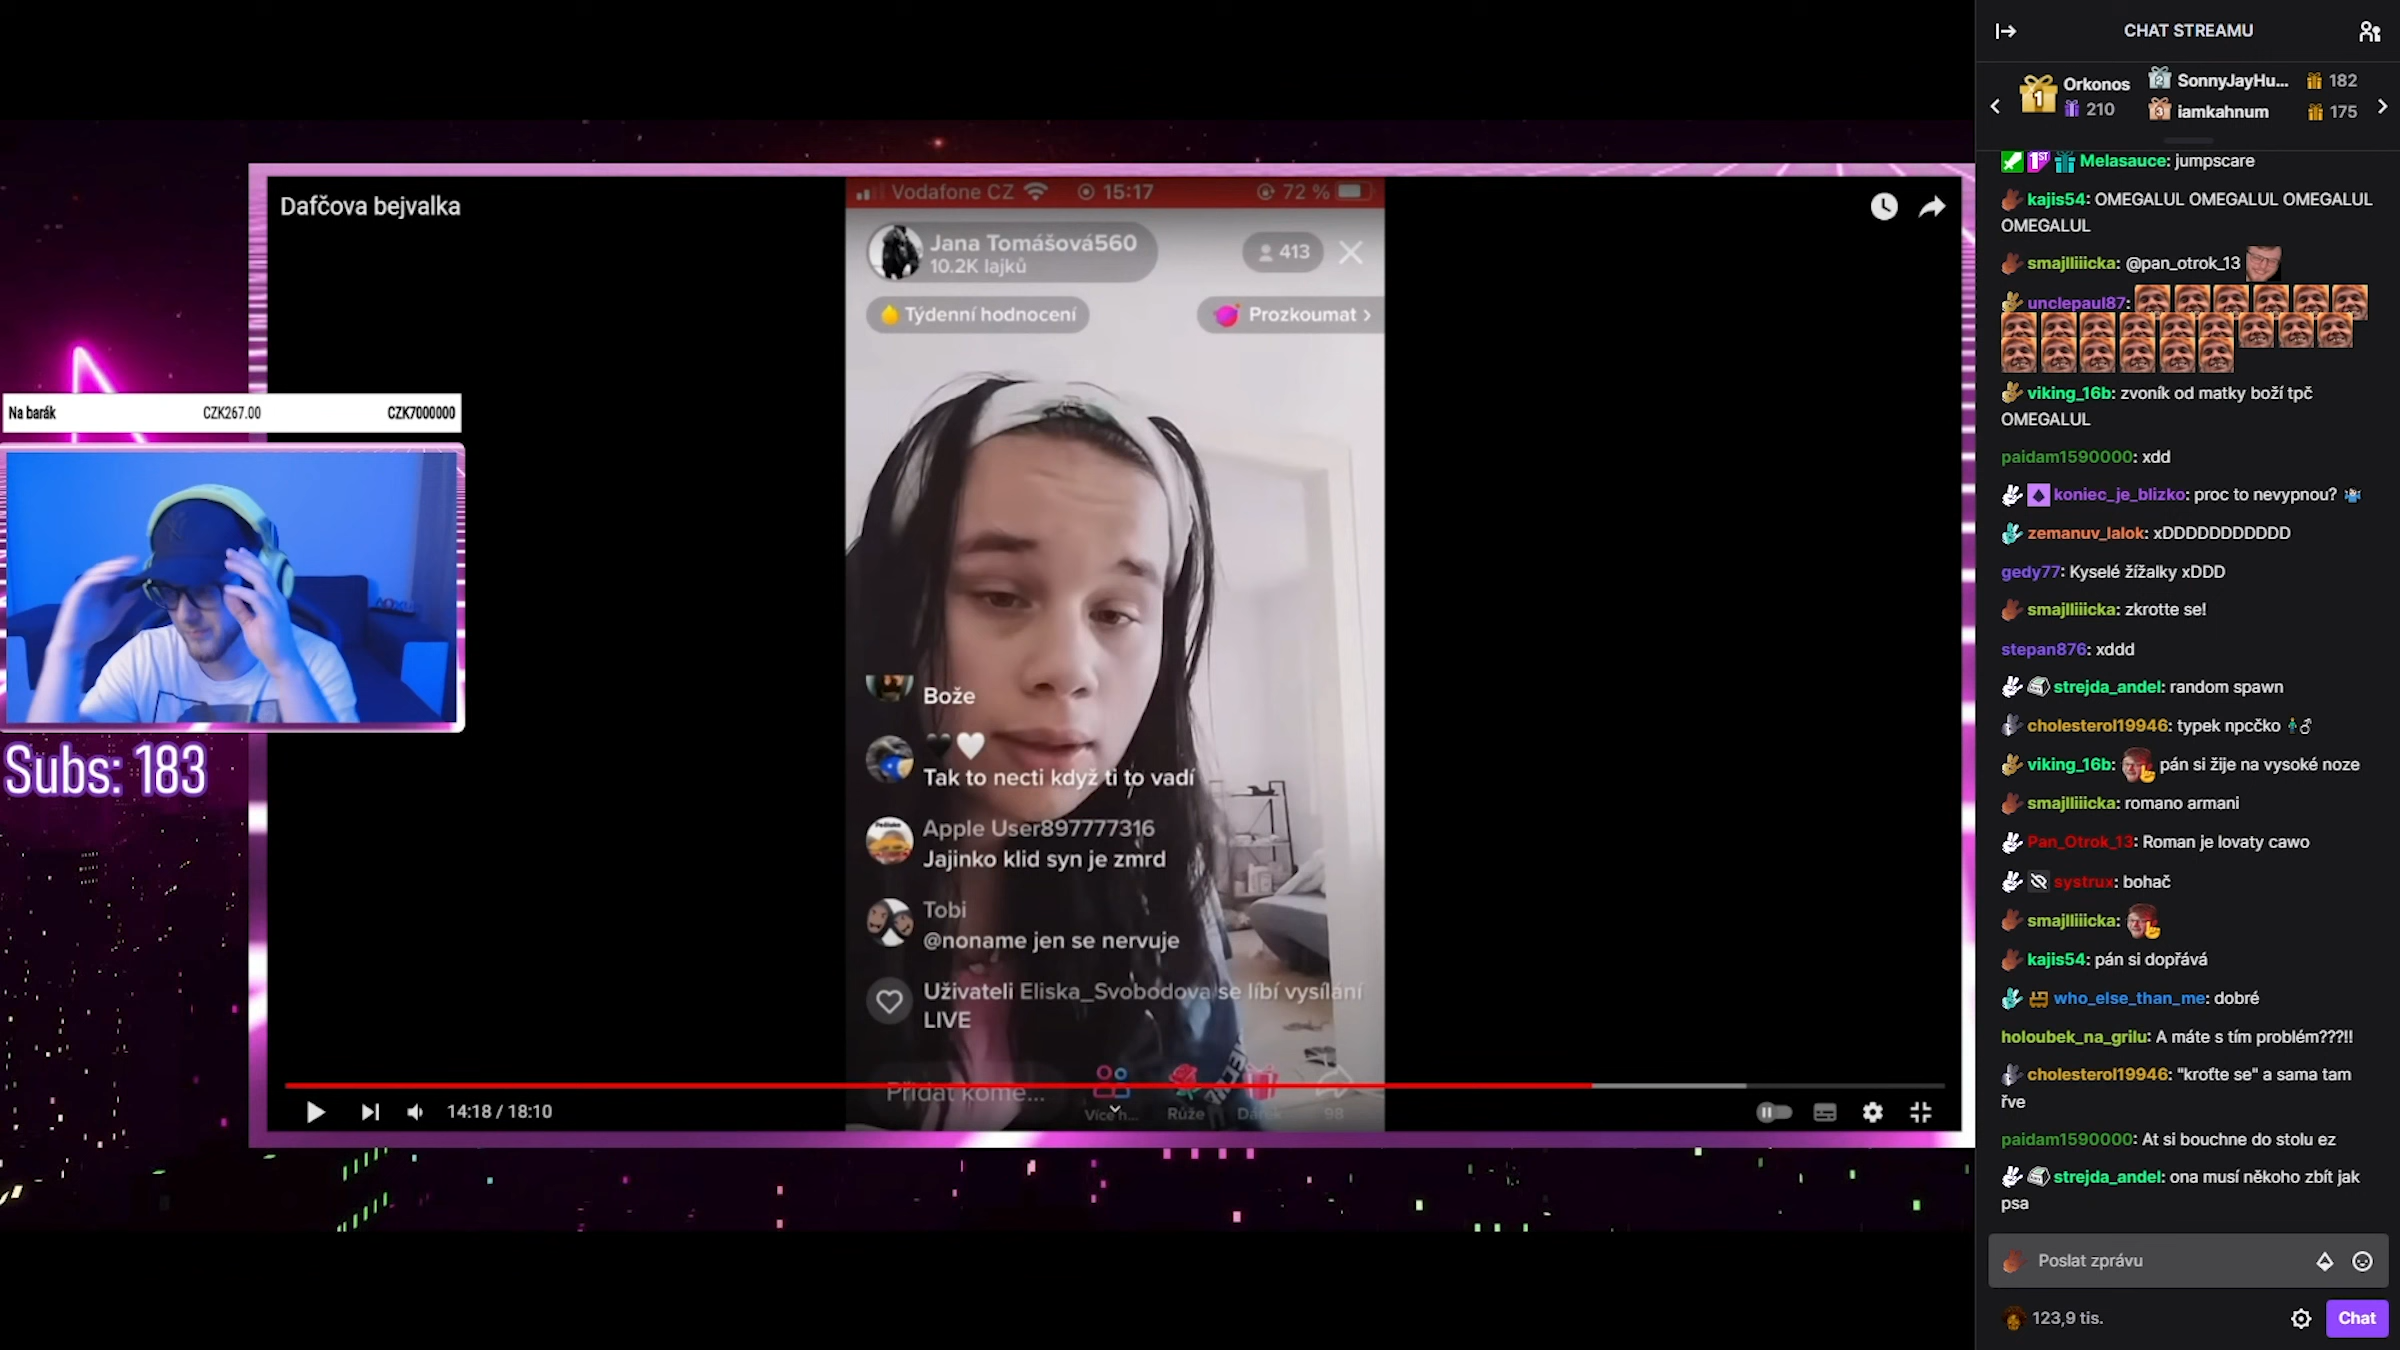 Dafčova bejvalka
Vodafone CZ
15:17
72 %
Jana Tomášová560
10.2K lajků
413
Týdenní hodnocení
Prozkoumat
Na barák
CZK267.00
CZK7000000
Subs: 183
Bože
Tak to necti když ti to vadí
Apple User897777316
Jajinko klid syn je zmrd
Tobi
@noname jen se nervuje
Uživateli Eliska_Svobodova se líbí vysílání
LIVE
Přidat kome...
Více h...
Růže
98
14:18 / 18:10
CHAT STREAMU
1
Orkonos
210
2
SonnyJayHu...
182
3
iamkahnum
175
1ST
Melasauce: jumpscare
kajis54: OMEGALUL OMEGALUL OMEGALUL
OMEGALUL
smajlliiicka: @pan_otrok_13
unclepaul87:
viking_16b: zvoník od matky boží tpč
OMEGALUL
paidam1590000: xdd
koniec_je_blizko: proc to nevypnou?
zemanuv_lalok: xDDDDDDDDDDD
gedy77: Kyselé žížalky xDDD
smajlliiicka: zkrotte se!
stepan876: xddd
strejda_andel: random spawn
cholesterol19946: typek npcčko
viking_16b: pán si žije na vysoké noze
smajlliiicka: romano armani
Pan_Otrok_13: Roman je lovaty cawo
systrux: bohač
smajlliiicka:
kajis54: pán si dopřává
who_else_than_me: dobré
holoubek_na_grilu: A máte s tím problém???!!
cholesterol19946: "kroťte se" a sama tam
řve
paidam1590000: At si bouchne do stolu ez
strejda_andel: ona musí někoho zbít jak
psa
Poslat zprávu
123,9 tis.
Chat